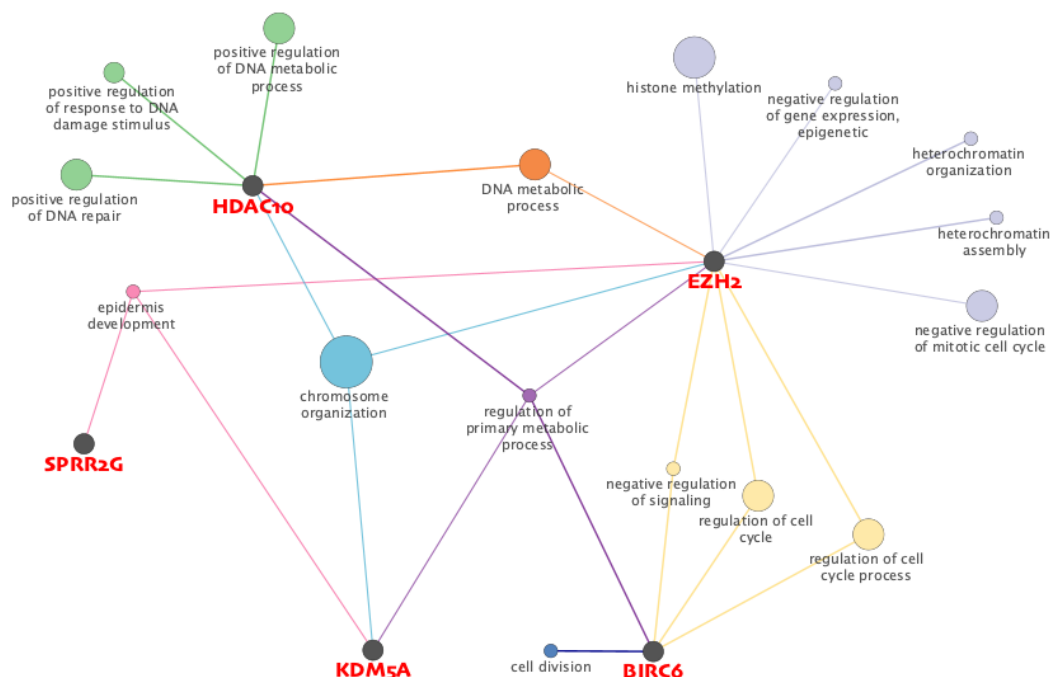 positive regulation
of DNA metabolic
process
positive regulation
of response to DNA
damage stimulus
histone methylation
negative regulation
of gene expression,
epigenetic
heterochromatin
organization
positive regulation
of DNA repair
HDAC10
DNA metabolic
process
heterochromatin
assembly
EZH2
epidermis
development
negative regulation
of mitotic cell cycle
chromosome
organization
regulation of
primary metabolic
process
SPRR2G
negative regulation
of signaling
regulation of cell
cycle
regulation of cell
cycle process
KDM5A
cell division
BIRC6